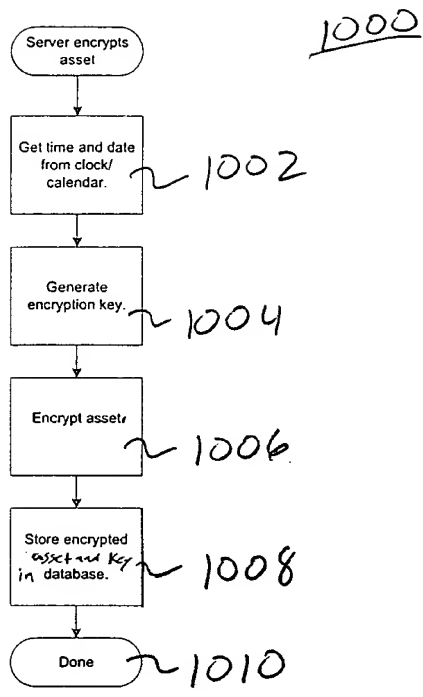 1000
Server encrypts
asset
Get time and date
from clock/
calendar.
1002
Generate
encryption key.
1004
Encrypt asset.
1006
Store encrypted
asset and key
in database.
1008
Done
1010